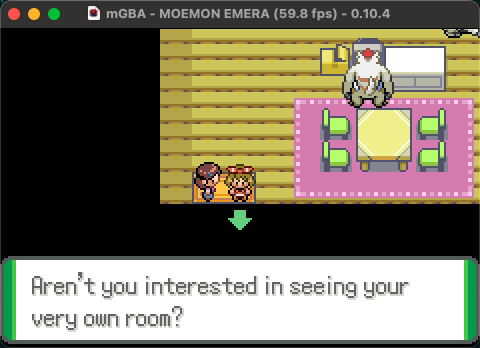 mGBA - MOEMON EMERA (59.8 fps) - 0.10.4
Aren't you interested in seeing your
very own room?